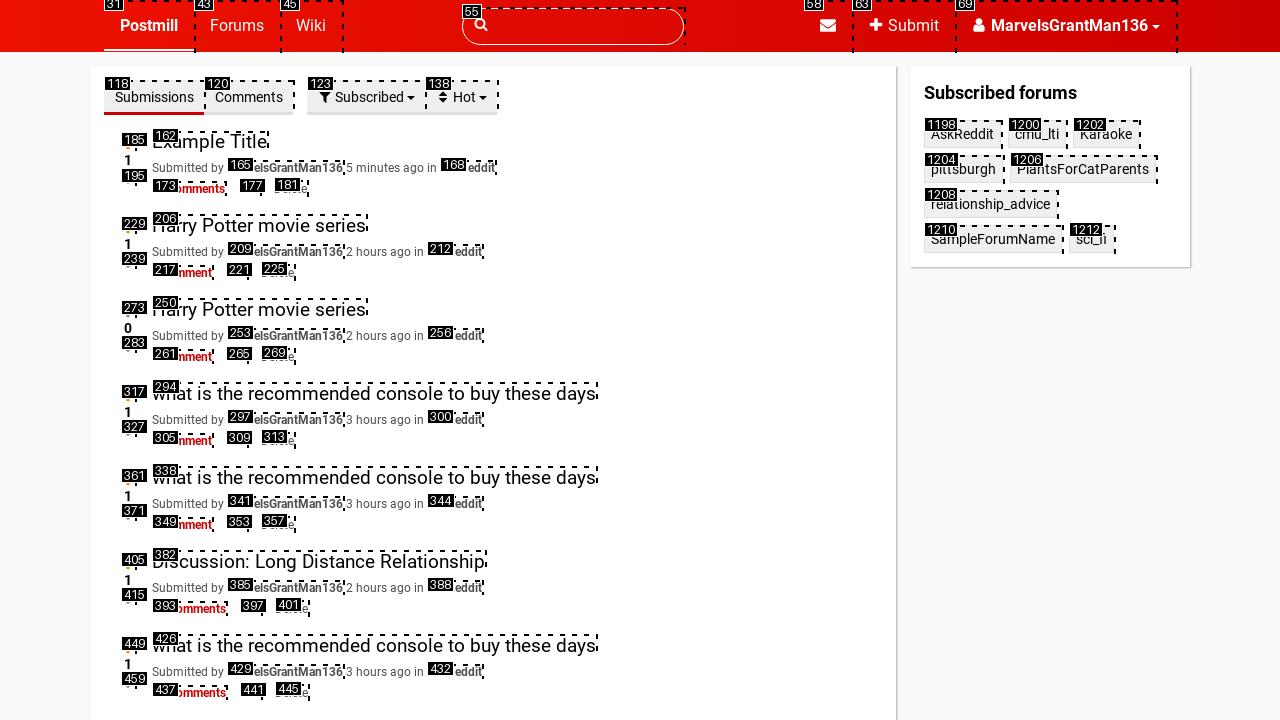 31 43 45 55 58 63 69
Postmill Forums Wiki Submit MarvelsGrantMan136
118 120 123 138
Submissions Comments Subscribed Hot
Subscribed forums
1198 1200 1202
AskReddit cmu_lti Karaoke
1204 1206
pittsburgh PlantsForCatParents
1208
relationship_advice
1210 1212
SampleForumName sci_fi
185 162
Example Title
1
Submitted by 165 elsGrantMan136 5 minutes ago in 168 eddit
195 173 omments 177 181
229 206
Harry Potter movie series
1
Submitted by 209 elsGrantMan136 2 hours ago in 212 eddit
239 217 mment 221 225
273 250
Harry Potter movie series
0
Submitted by 253 elsGrantMan136 2 hours ago in 256 eddit
283 261 mment 265 269
317 294
what is the recommended console to buy these days
1
Submitted by 297 elsGrantMan136 3 hours ago in 300 eddit
327 305 mment 309 313
361 338
what is the recommended console to buy these days
1
Submitted by 341 elsGrantMan136 3 hours ago in 344 eddit
371 349 mment 353 357
405 382
Discussion: Long Distance Relationship
1
Submitted by 385 elsGrantMan136 2 hours ago in 388 eddit
415 393 omments 397 401
449 426
what is the recommended console to buy these days
1
Submitted by 429 elsGrantMan136 3 hours ago in 432 eddit
459 437 omments 441 445